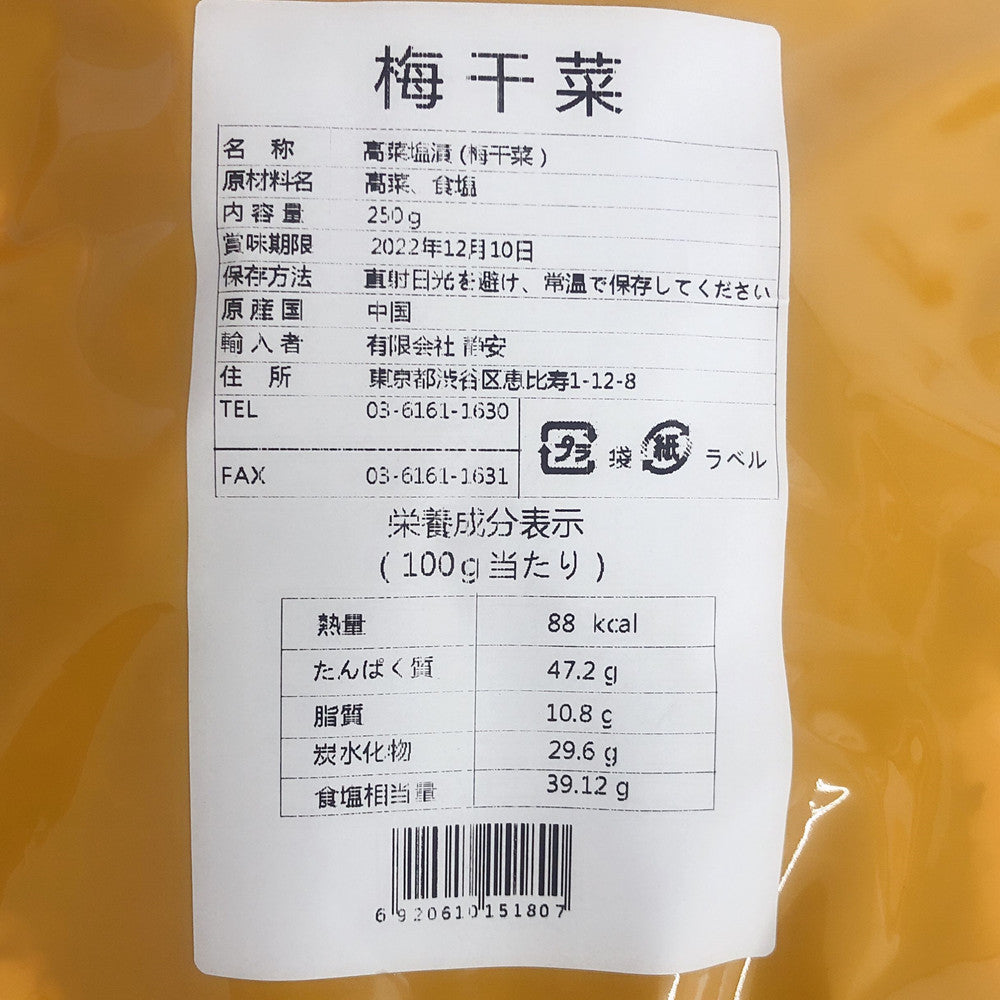 梅干菜
名 称 高菜塩漬 (梅干菜)
原材料名 高菜、食塩
内 容 量 250g
賞味期限 2022年12月10日
保存方法 直射日光を避け、常温で保存してください
原 産 国 中国
輸 入 者 有限会社 静安
住 所 東京都渋谷区恵比寿1-12-8
TEL 03-6161-1630
プラ 袋 紙 ラベル
FAX 03-6161-1631
栄養成分表示
(100g当たり)
熱量 88 kcal
たんぱく質 47.2 g
脂質 10.8 g
炭水化物 29.6 g
食塩相当量 39.12 g
6 920610 151807